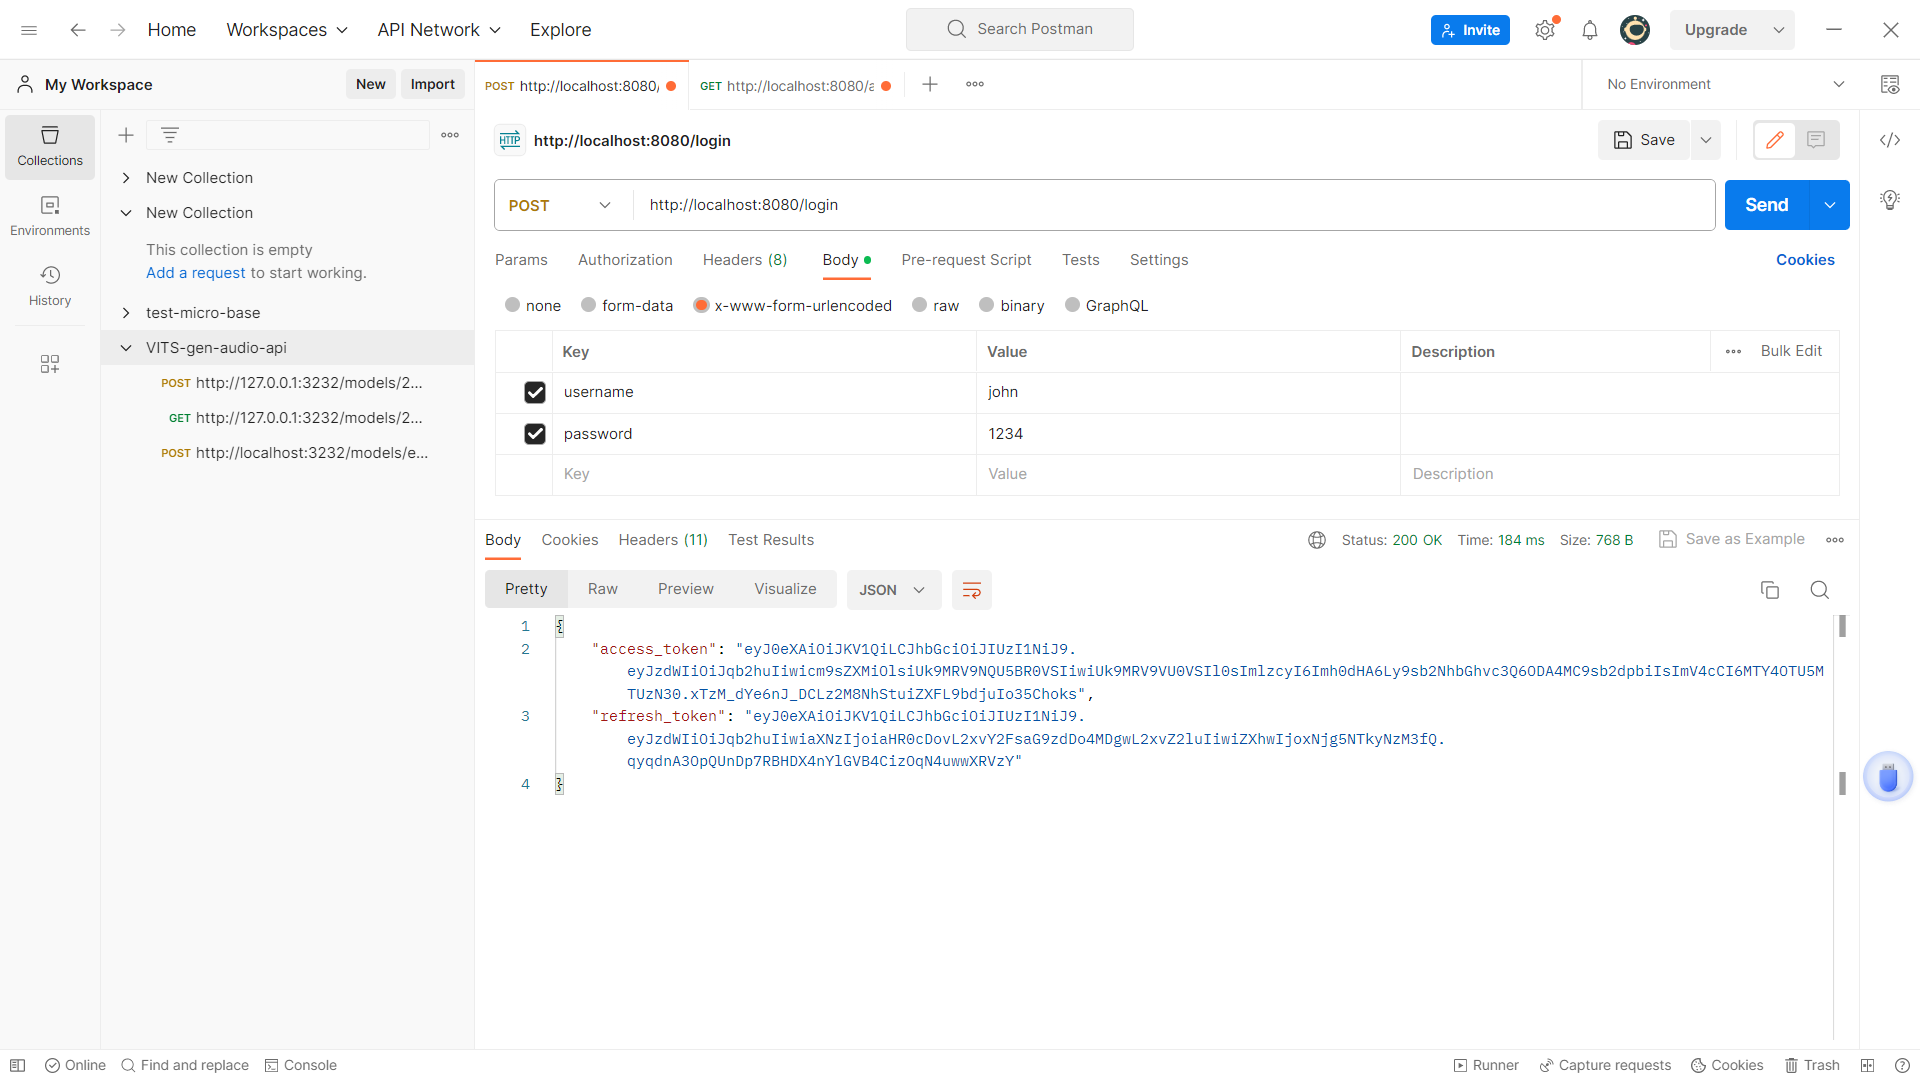 Home
Workspaces
API Network
Explore
Search Postman
Invite
Upgrade
My Workspace
New
Import
POST http://localhost:8080/
GET http://localhost:8080/a
No Environment
Collections
Environments
History
New Collection
New Collection
This collection is empty
Add a request to start working.
test-micro-base
VITS-gen-audio-api
POST http://127.0.0.1:3232/models/2...
GET http://127.0.0.1:3232/models/2...
POST http://localhost:3232/models/e...
HTTP http://localhost:8080/login
Save
POST http://localhost:8080/login
Send
Params Authorization Headers (8) Body Pre-request Script Tests Settings Cookies
none form-data x-www-form-urlencoded raw binary GraphQL
Key Value Description Bulk Edit
username john
password 1234
Key Value Description
Body Cookies Headers (11) Test Results
Status: 200 OK Time: 184 ms Size: 768 B Save as Example
Pretty Raw Preview Visualize JSON
1 {
2 "access_token": "eyJ0eXAiOiJKV1QiLCJhbGciOiJIUzI1NiJ9.
eyJzdWIiOiJqb2huIiwicm9sZXMiOlsiUk9MRV9NQU5BR0VSIiwiUk9MRV9VU0VSIl0sImlzcyI6Imh0dHA6Ly9sb2NhbGhvc3Q6ODA4MC9sb2dpbiIsImV4cCI6MTY4OTU5M
TUzN30.xTzM_dYe6nJ_DCLz2M8NhStuiZXFL9bdjuIo35Choks",
3 "refresh_token": "eyJ0eXAiOiJKV1QiLCJhbGciOiJIUzI1NiJ9.
eyJzdWIiOiJqb2huIiwiaXNzIjoiaHR0cDovL2xvY2FsaG9zdDo4MDgwL2xvZ2luIiwiZXhwIjoxNjg5NTkyNzM3fQ.
qyqdnA3OpQUnDp7RBHDX4nYlGVB4CizOqN4uwwXRVzY"
4 }
Online
Find and replace
Console
Runner
Capture requests
Cookies
Trash